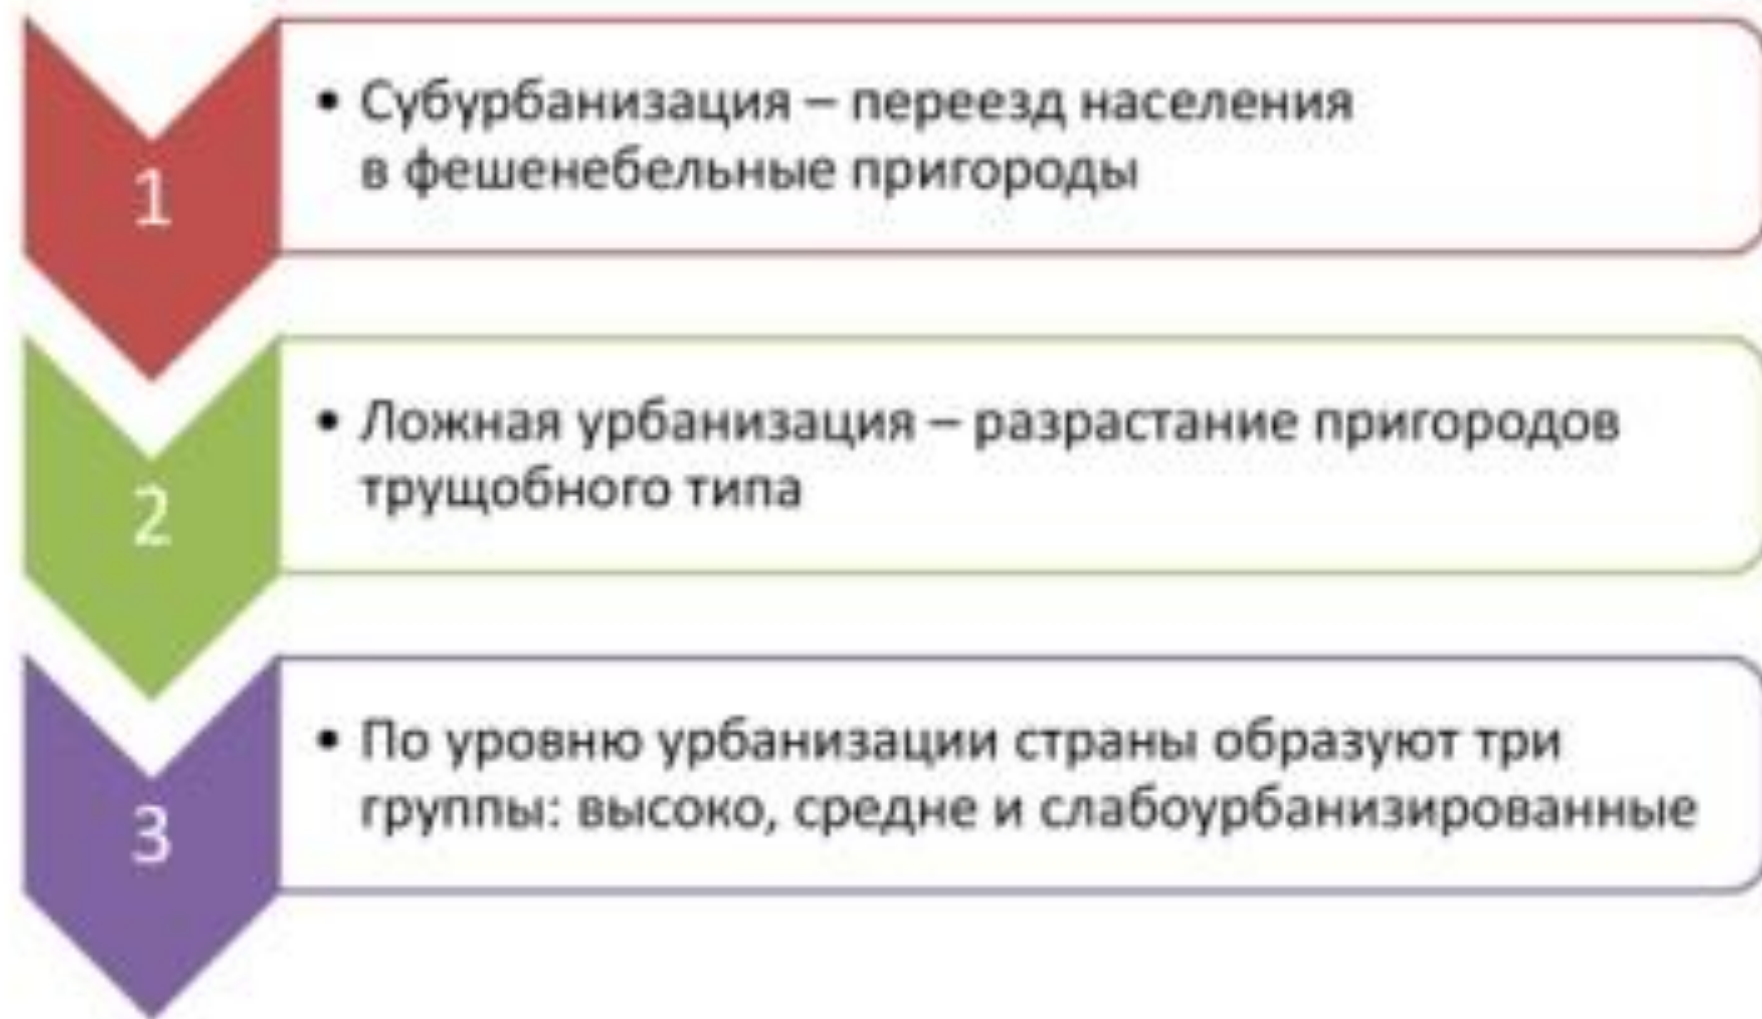 1
• Субурбанизация – переезд населения
в фешенебельные пригороды
2
• Ложная урбанизация – разрастание пригородов
трущобного типа
3
• По уровню урбанизации страны образуют три
группы: высоко, средне и слабоурбанизированные